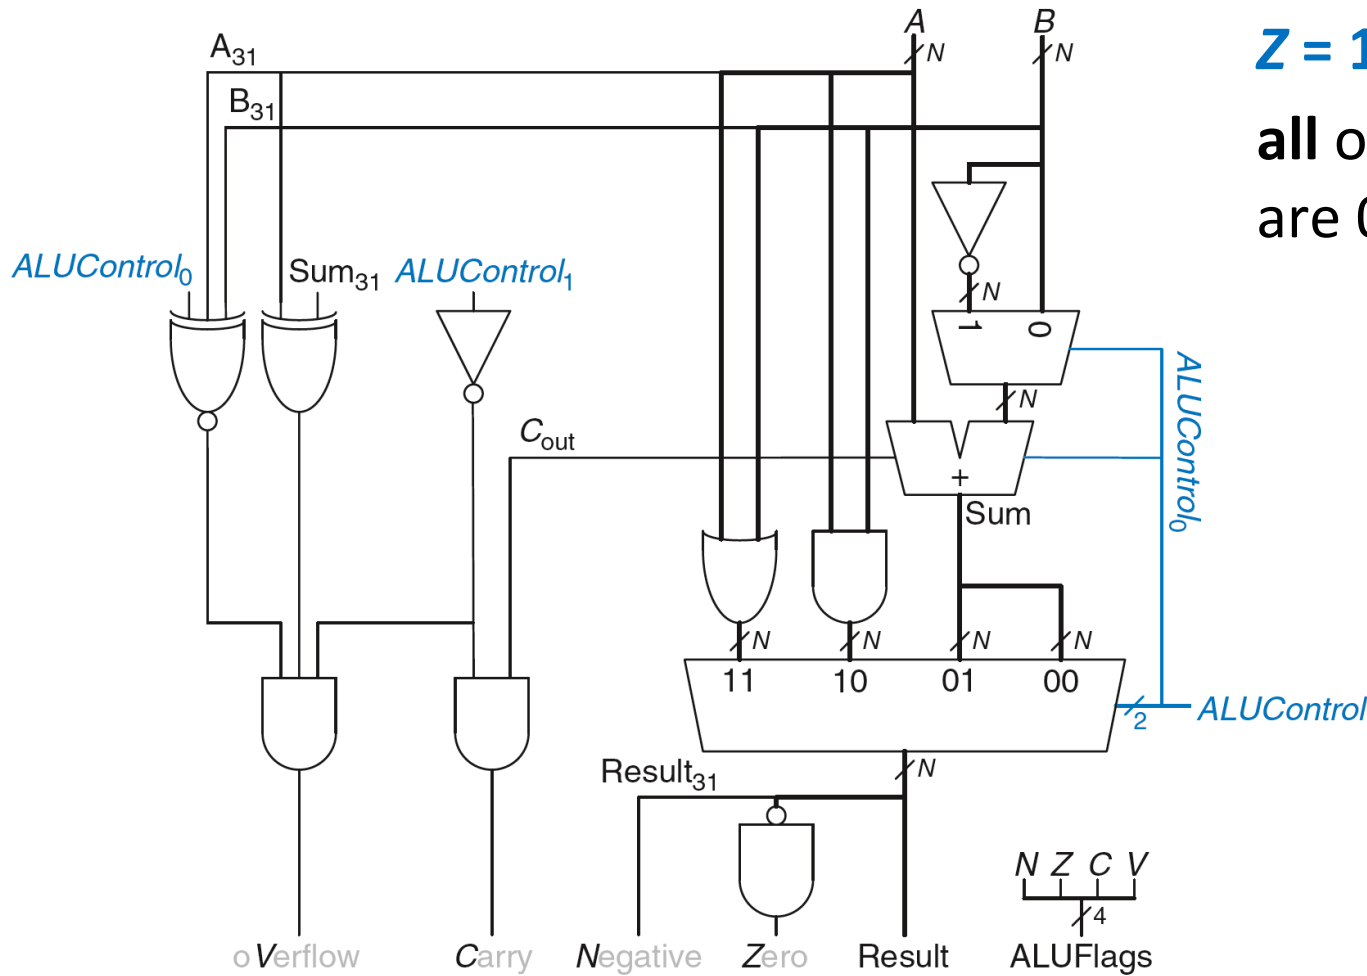 A B
N N
Z = 1
all o
are 0
A31
B31
ALUControl0 Sum31 ALUControl1
N
1 0
ALUControl0
N
Cout
+
Sum
N N N N
11 10 01 00
2 ALUControl
Result31 N
N Z C V
4
oVerflow Carry Negative Zero Result ALUFlags